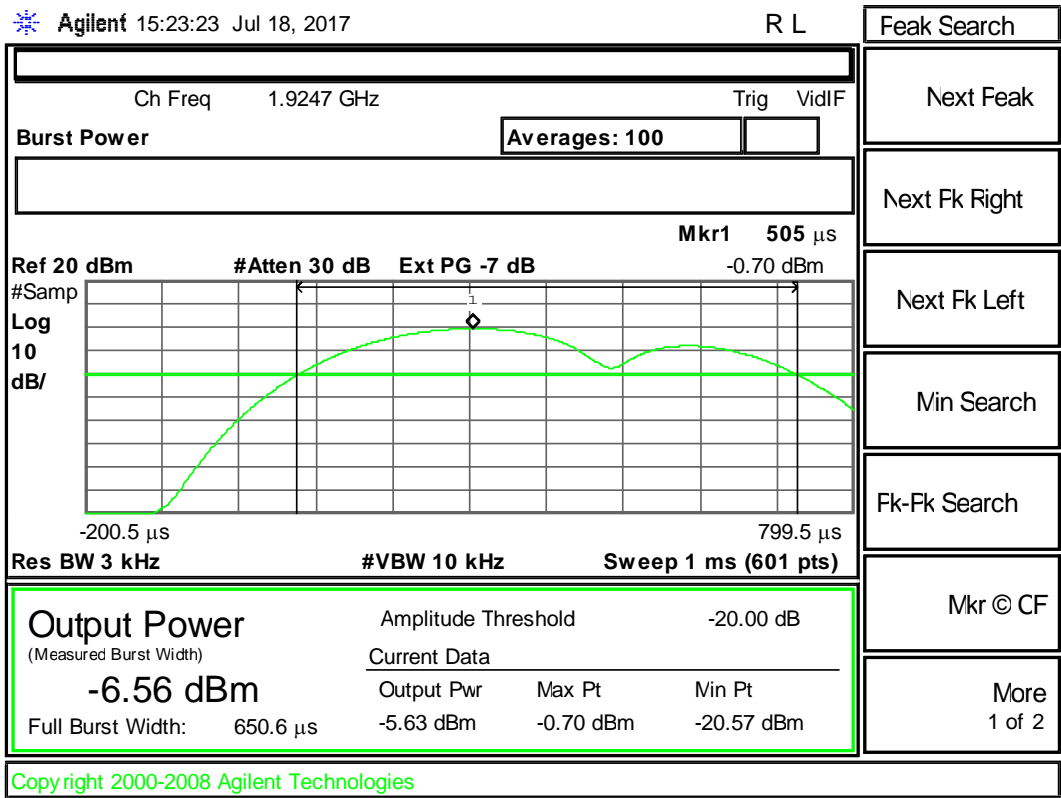 Agilent 15:23:23 Jul 18, 2017 R L
Feak Search
Ch Freq 1.9247 GHz Trig VidIF
Next Feak
Burst Power Averages: 100
Next Fk Right
Mkr1 505 μs
Ref 20 dBm #Atten 30 dB Ext PG -7 dB -0.70 dBm
#Samp
Log
10
dB/
1
Next Fk Left
Min Search
Fk-Fk Search
-200.5 μs 799.5 μs
Res BW 3 kHz #VBW 10 kHz Sweep 1 ms (601 pts)
Mkr © CF
Output Power
(Measured Burst Width)
-6.56 dBm
Full Burst Width: 650.6 μs
Amplitude Threshold -20.00 dB
Current Data
Output Pwr Max Pt Min Pt
-5.63 dBm -0.70 dBm -20.57 dBm
More
1 of 2
Copyright 2000-2008 Agilent Technologies